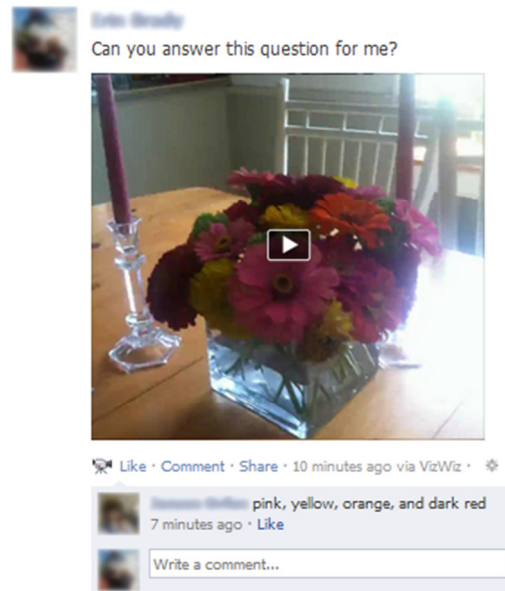 Can you answer this question for me?
Like · Comment · Share · 10 minutes ago via VizWiz ·
pink, yellow, orange, and dark red
7 minutes ago · Like
Write a comment...